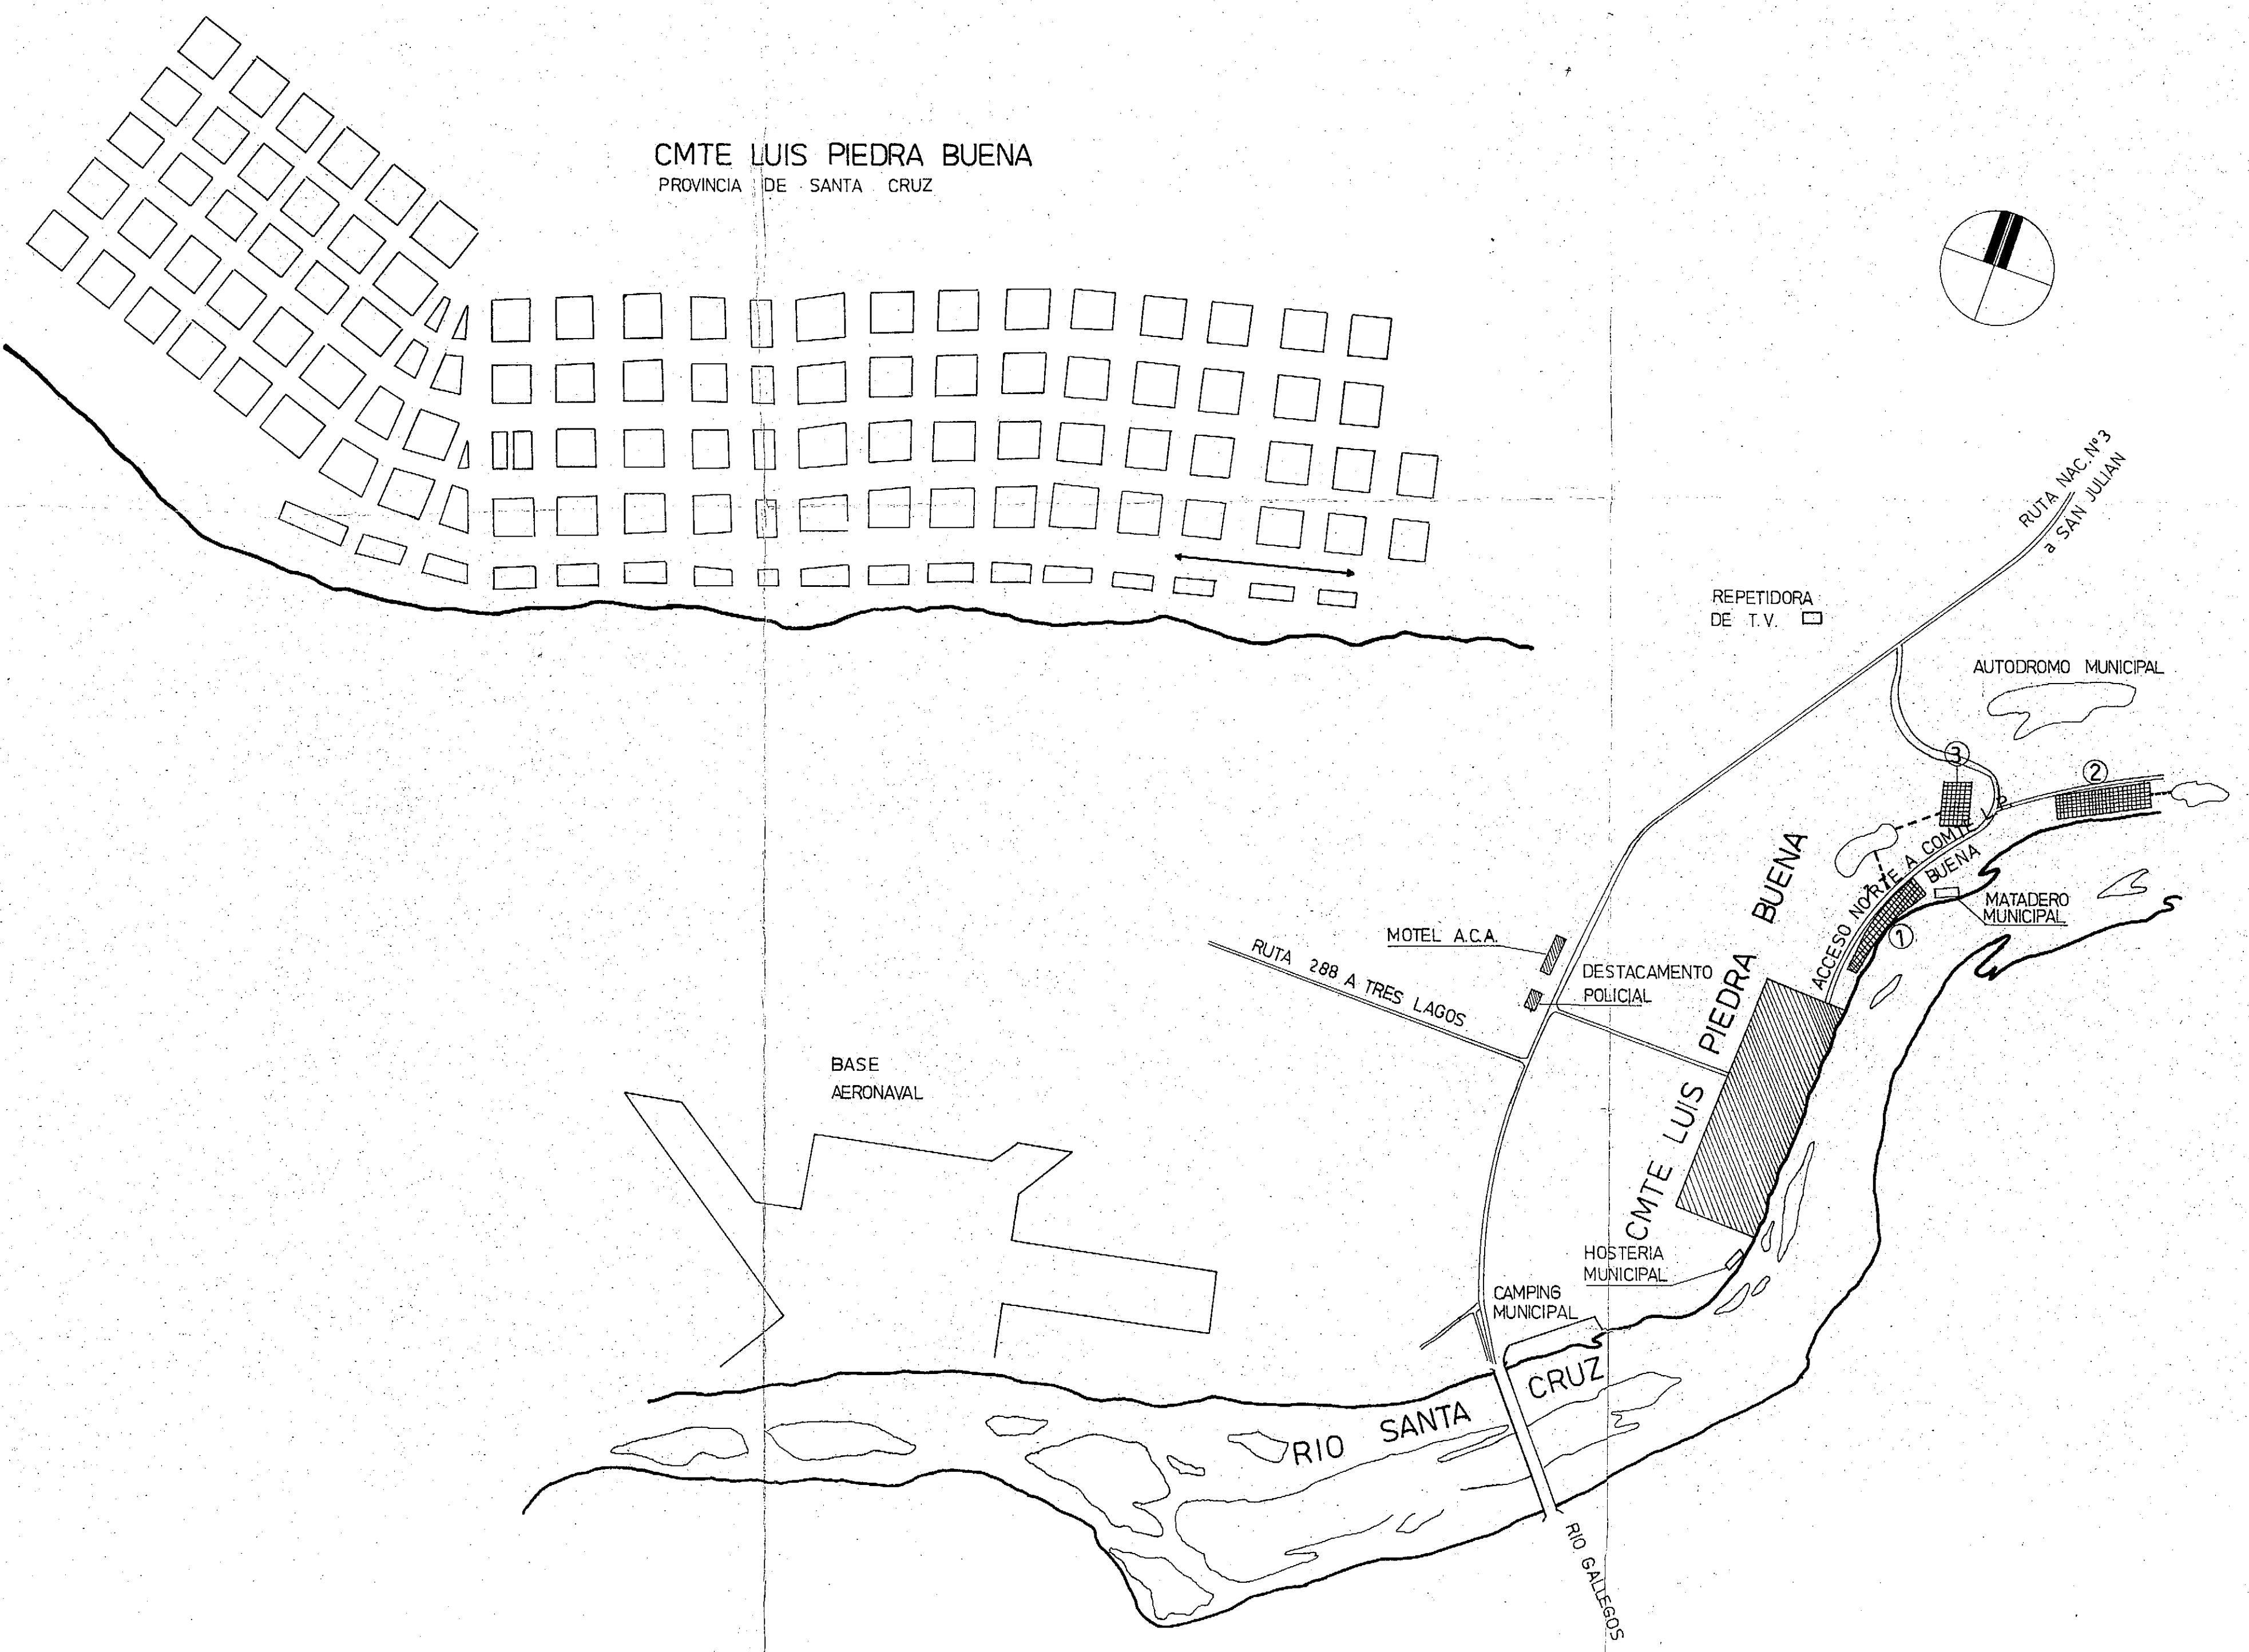 CMTE LUIS PIEDRA BUENA
PROVINCIA DE SANTA CRUZ
RUTA NAC. Nº 3
a SAN JULIAN
REPETIDORA
DE T.V.
AUTODROMO MUNICIPAL
3
2
ACCESO NORTE A COMTE L. P.
BUENA
MATADERO
MUNICIPAL
1
MOTEL A.C.A.
RUTA 288 A TRES LAGOS
DESTACAMENTO
POLICIAL
CMTE LUIS PIEDRA BUENA
BASE
AERONAVAL
HOSTERIA
MUNICIPAL
CAMPING
MUNICIPAL
RIO SANTA CRUZ
RIO GALLEGOS